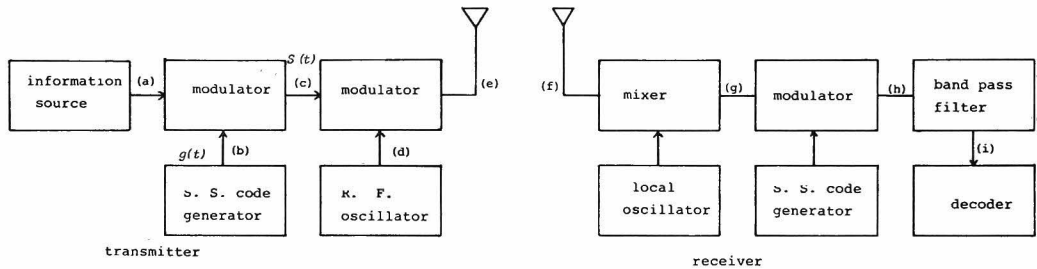 S(t)
information
source
(a)
modulator
(c)
modulator
(e)
(f)
mixer
(g)
modulator
(h)
band pass
filter
g(t)
(b)
(d)
(i)
S. S. code
generator
R. F.
oscillator
local
oscillator
S. S. code
generator
decoder
transmitter
receiver